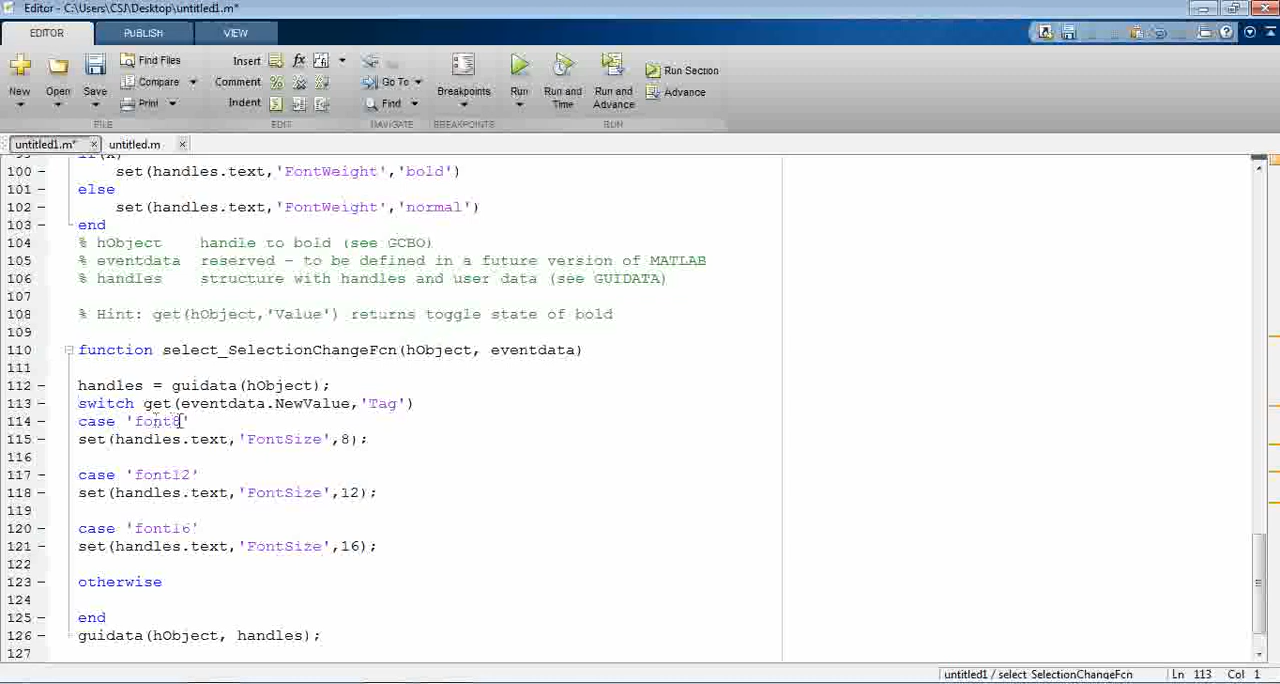 Editor - C:\Users\CSJ\Desktop\untitled1.m*
EDITOR PUBLISH VIEW
New Open Save Find Files Compare Print Insert Comment Indent Go To Find Breakpoints Run Run and Time Run and Advance Run Section Advance
FILE EDIT NAVIGATE BREAKPOINTS RUN
untitled1.m* untitled.m
99 if(x)
100 set(handles.text,'FontWeight','bold')
101 else
102 set(handles.text,'FontWeight','normal')
103 end
104 % hObject handle to bold (see GCBO)
105 % eventdata reserved - to be defined in a future version of MATLAB
106 % handles structure with handles and user data (see GUIDATA)
107
108 % Hint: get(hObject,'Value') returns toggle state of bold
109
110 function select_SelectionChangeFcn(hObject, eventdata)
111
112 handles = guidata(hObject);
113 switch get(eventdata.NewValue,'Tag')
114 case 'font8'
115 set(handles.text,'FontSize',8);
116
117 case 'font12'
118 set(handles.text,'FontSize',12);
119
120 case 'font16'
121 set(handles.text,'FontSize',16);
122
123 otherwise
124
125 end
126 guidata(hObject, handles);
127
untitled1 / select SelectionChangeFcn Ln 113 Col 1